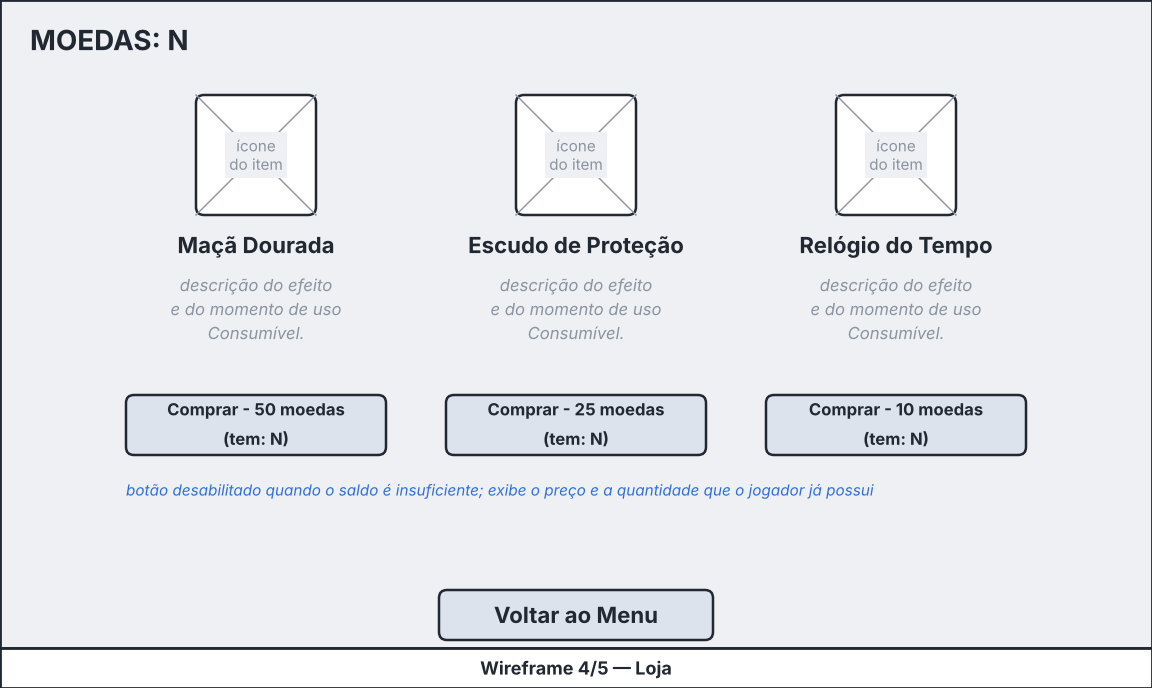 MOEDAS: N
ícone
do item
ícone
do item
ícone
do item
Maçã Dourada
Escudo de Proteção
Relógio do Tempo
descrição do efeito
e do momento de uso
Consumível.
descrição do efeito
e do momento de uso
Consumível.
descrição do efeito
e do momento de uso
Consumível.
Comprar - 50 moedas
(tem: N)
Comprar - 25 moedas
(tem: N)
Comprar - 10 moedas
(tem: N)
botão desabilitado quando o saldo é insuficiente; exibe o preço e a quantidade que o jogador já possui
Voltar ao Menu
Wireframe 4/5 — Loja